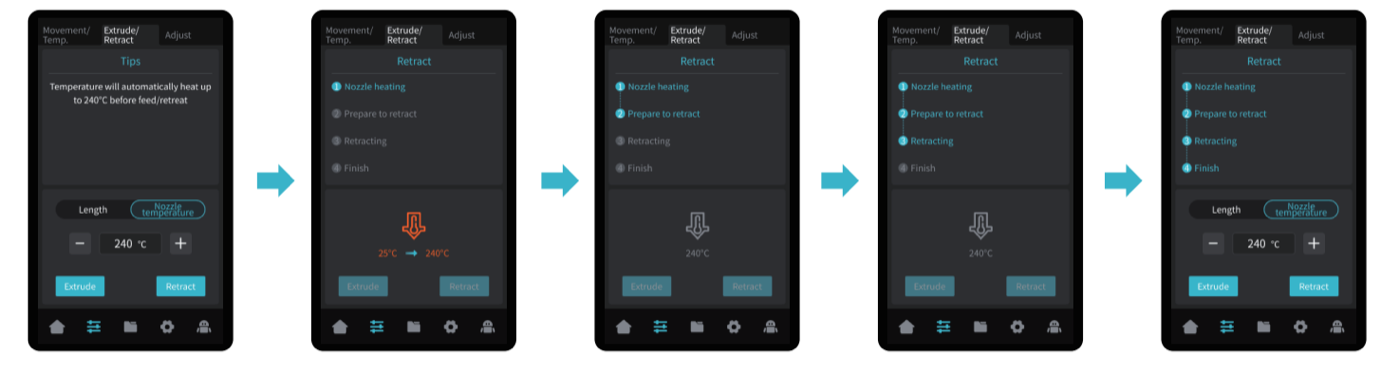 Movement/
Temp.
Extrude/
Retract
Adjust
Tips
Temperature will automatically heat up
to 240°C before feed/retreat
Length
Nozzle
temperature
240 °C
Extrude
Retract
Movement/
Temp.
Extrude/
Retract
Adjust
Retract
1 Nozzle heating
2 Prepare to retract
3 Retracting
4 Finish
25°C 240°C
Extrude
Retract
Movement/
Temp.
Extrude/
Retract
Adjust
Retract
1 Nozzle heating
2 Prepare to retract
3 Retracting
4 Finish
240°C
Extrude
Retract
Movement/
Temp.
Extrude/
Retract
Adjust
Retract
1 Nozzle heating
2 Prepare to retract
3 Retracting
4 Finish
240°C
Extrude
Retract
Movement/
Temp.
Extrude/
Retract
Adjust
Retract
1 Nozzle heating
2 Prepare to retract
3 Retracting
4 Finish
Length
Nozzle
temperature
240 °C
Extrude
Retract